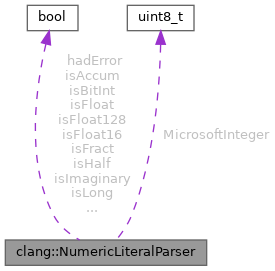 bool
uint8_t
hadError
isAccum
isBitInt
isFloat
isFloat128
isFloat16
isFract
isHalf
isImaginary
isLong
...
MicrosoftInteger
clang::NumericLiteralParser